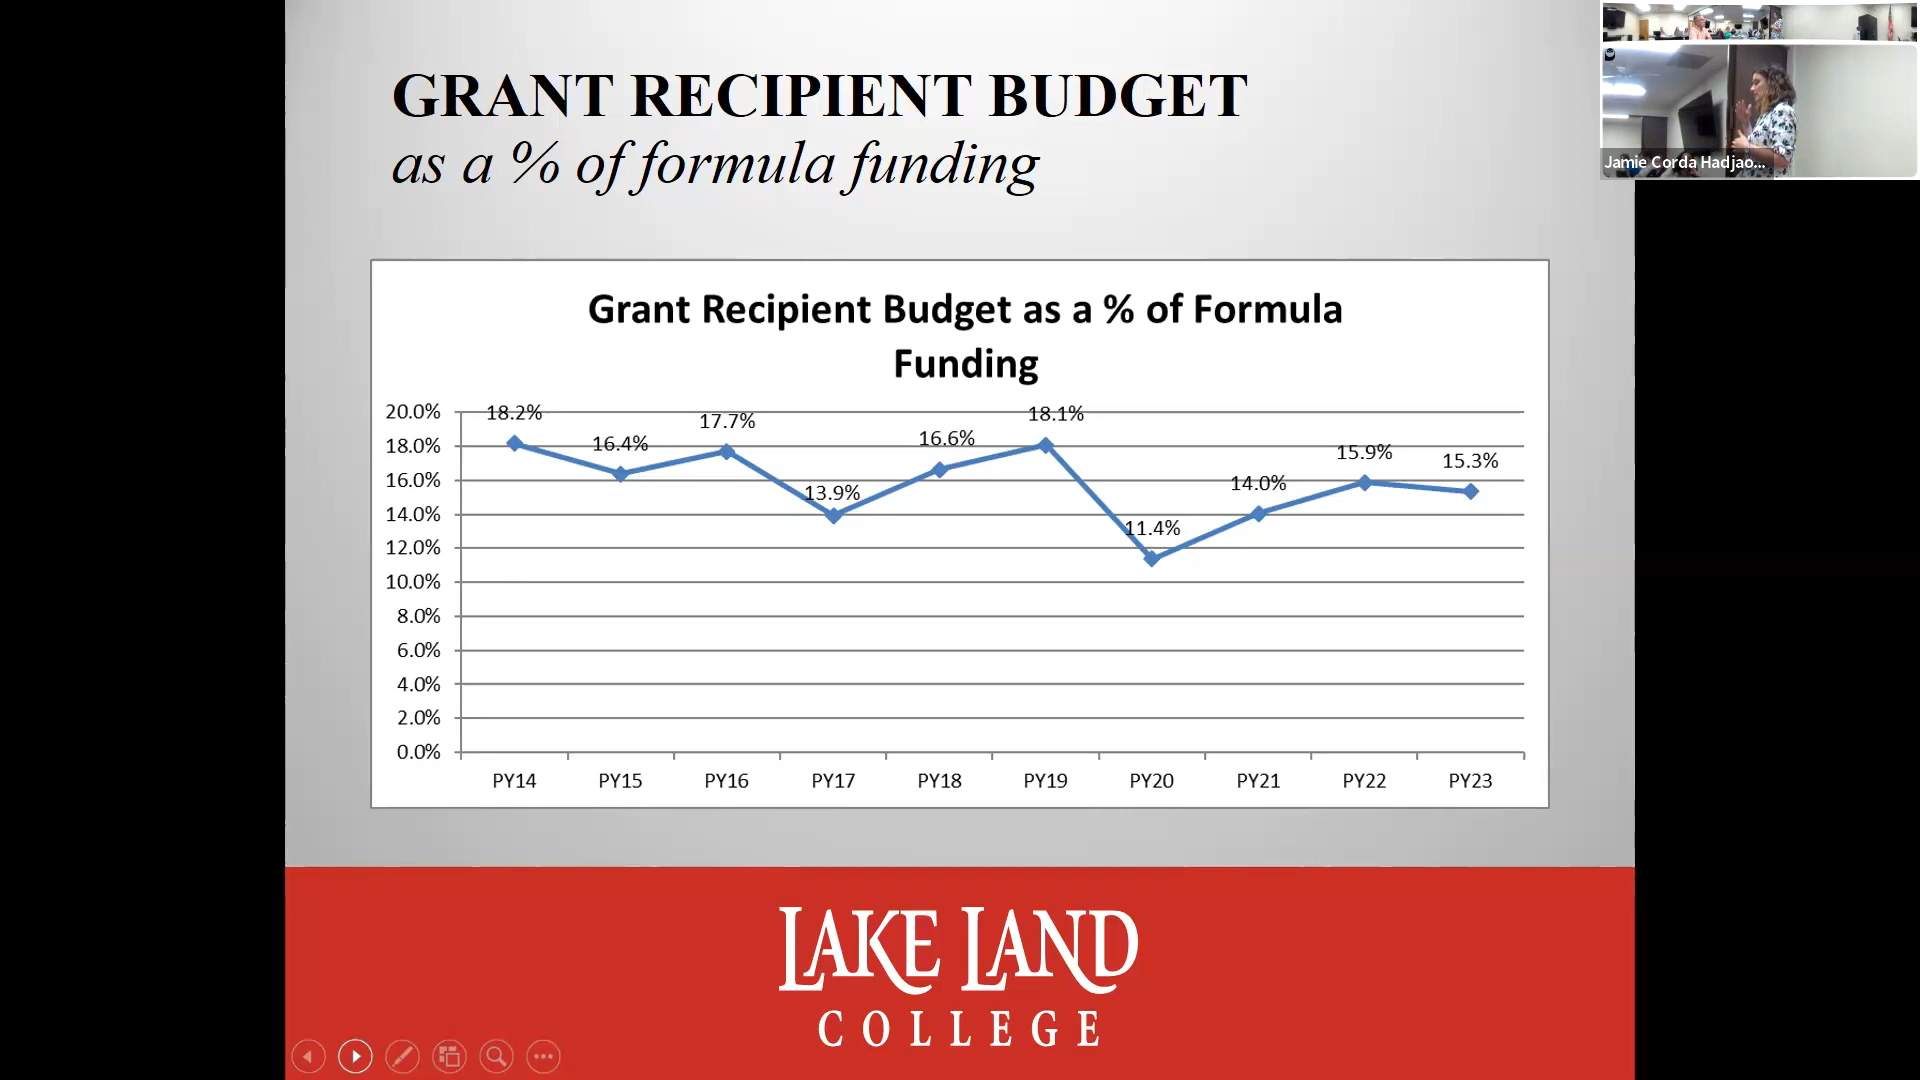 GRANT RECIPIENT BUDGET
as a % of formula funding
Jamie Corda Hadjao...
Grant Recipient Budget as a % of Formula
Funding
20.0%
18.0%
16.0%
14.0%
12.0%
10.0%
8.0%
6.0%
4.0%
2.0%
0.0%
18.2%
16.4%
17.7%
13.9%
16.6%
18.1%
11.4%
14.0%
15.9%
15.3%
PY14 PY15 PY16 PY17 PY18 PY19 PY20 PY21 PY22 PY23
LAKE LAND
COLLEGE